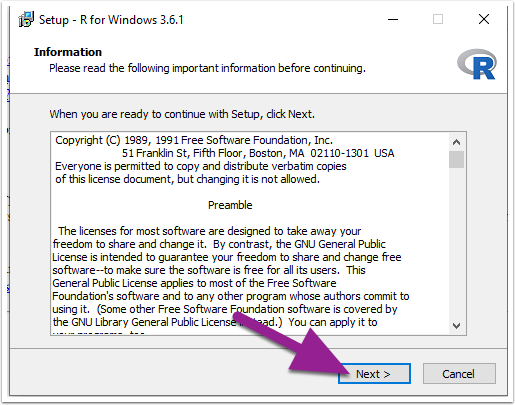 Setup - R for Windows 3.6.1
Information
Please read the following important information before continuing.
R
When you are ready to continue with Setup, click Next.
Copyright (C) 1989, 1991 Free Software Foundation, Inc.
51 Franklin St, Fifth Floor, Boston, MA 02110-1301 USA
Everyone is permitted to copy and distribute verbatim copies
of this license document, but changing it is not allowed.
Preamble
The licenses for most software are designed to take away your
freedom to share and change it. By contrast, the GNU General Public
License is intended to guarantee your freedom to share and change free
software--to make sure the software is free for all its users. This
General Public License applies to most of the Free Software
Foundation's software and to any other program whose authors commit to
using it. (Some other Free Software Foundation software is covered by
the GNU Library General Public License instead.) You can apply it to
your programs, too.
Next >
Cancel